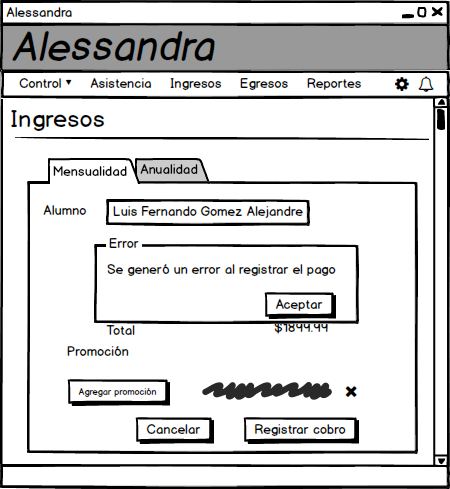 Alessandra
Alessandra
Control Asistencia Ingresos Egresos Reportes
Ingresos
Mensualidad Anualidad
Alumno Luis Fernando Gomez Alejandre
Error
Se generó un error al registrar el pago
Aceptar
Total $1899.99
Promoción
Agregar promoción
Cancelar Registrar cobro